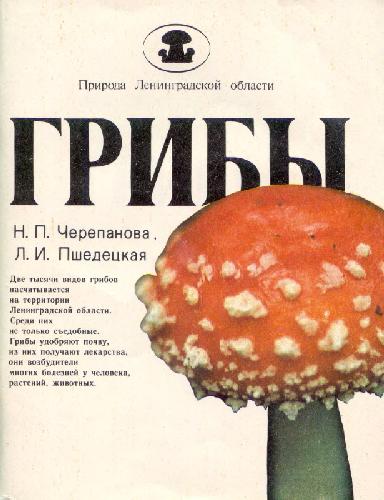 Природа Ленинградской области
ГРИБЫ
Н. П. Черепанова,
Л. И. Пшедецкая
Две тысячи видов грибов
насчитывается
на территории
Ленинградской области.
Среди них
не только съедобные.
Грибы удобряют почву,
из них получают лекарства,
они возбудители
многих болезней у человека,
растений, животных.